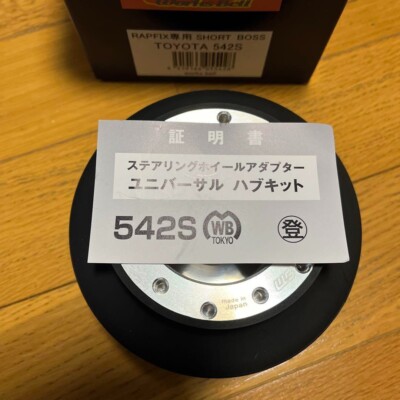 Works Bell
RAPFIX専用 SHORT BOSS
TOYOTA 542S
証明書
ステアリングホイールアダプター
ユニバーサル ハブキット
542S WB TOKYO 登
made in
Japan